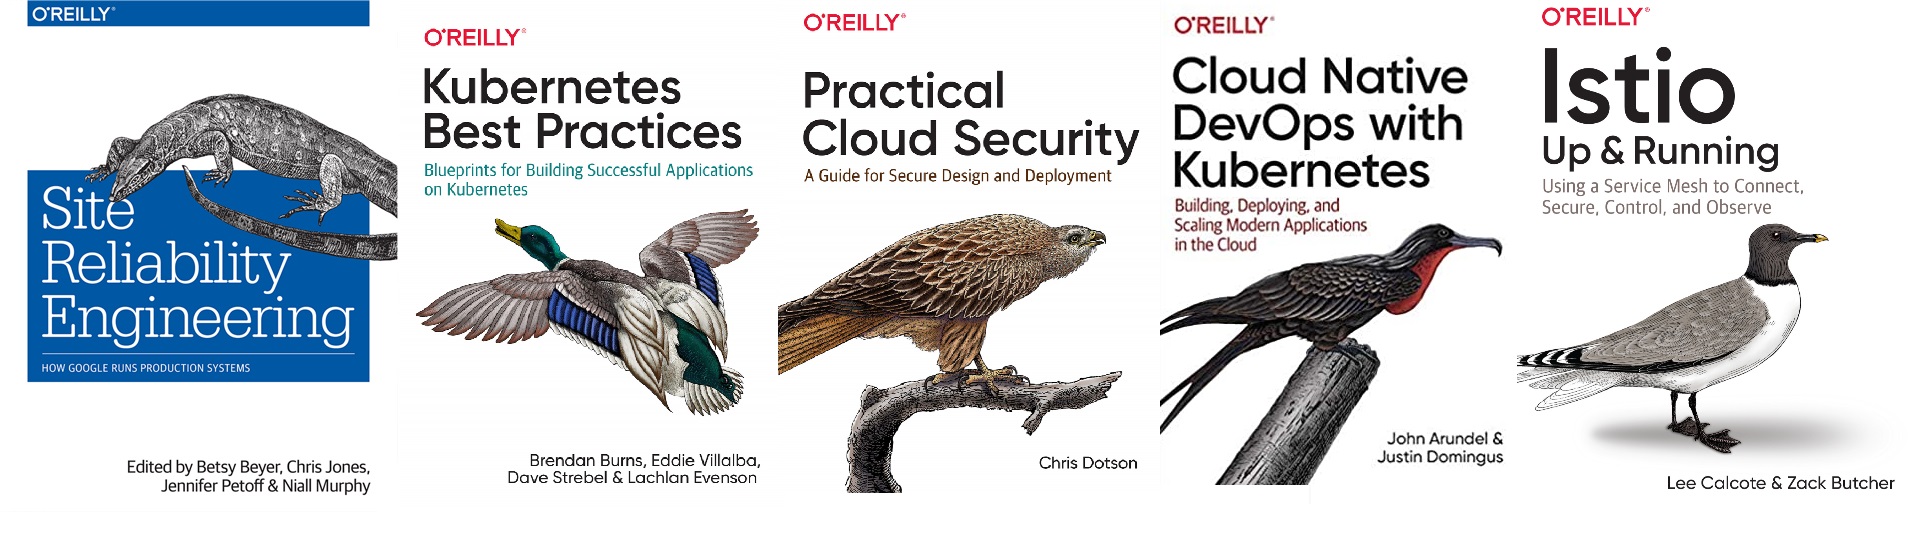 O'REILLY®
Site
Reliability
Engineering
HOW GOOGLE RUNS PRODUCTION SYSTEMS
Edited by Betsy Beyer, Chris Jones,
Jennifer Petoff & Niall Murphy
O'REILLY®
Kubernetes
Best Practices
Blueprints for Building Successful Applications
on Kubernetes
Brendan Burns, Eddie Villalba,
Dave Strebel & Lachlan Evenson
O'REILLY®
Practical
Cloud Security
A Guide for Secure Design and Deployment
Chris Dotson
O'REILLY®
Cloud Native
DevOps with
Kubernetes
Building, Deploying, and
Scaling Modern Applications
in the Cloud
John Arundel &
Justin Domingus
O'REILLY®
Istio
Up & Running
Using a Service Mesh to Connect,
Secure, Control, and Observe
Lee Calcote & Zack Butcher